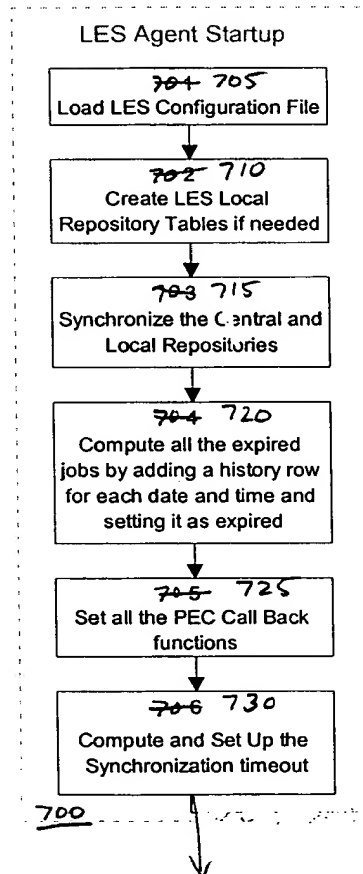 LES Agent Startup
701 705
Load LES Configuration File
702 710
Create LES Local
Repository Tables if needed
703 715
Synchronize the Central and
Local Repositories
704 720
Compute all the expired
jobs by adding a history row
for each date and time and
setting it as expired
705 725
Set all the PEC Call Back
functions
706 730
Compute and Set Up the
Synchronization timeout
700